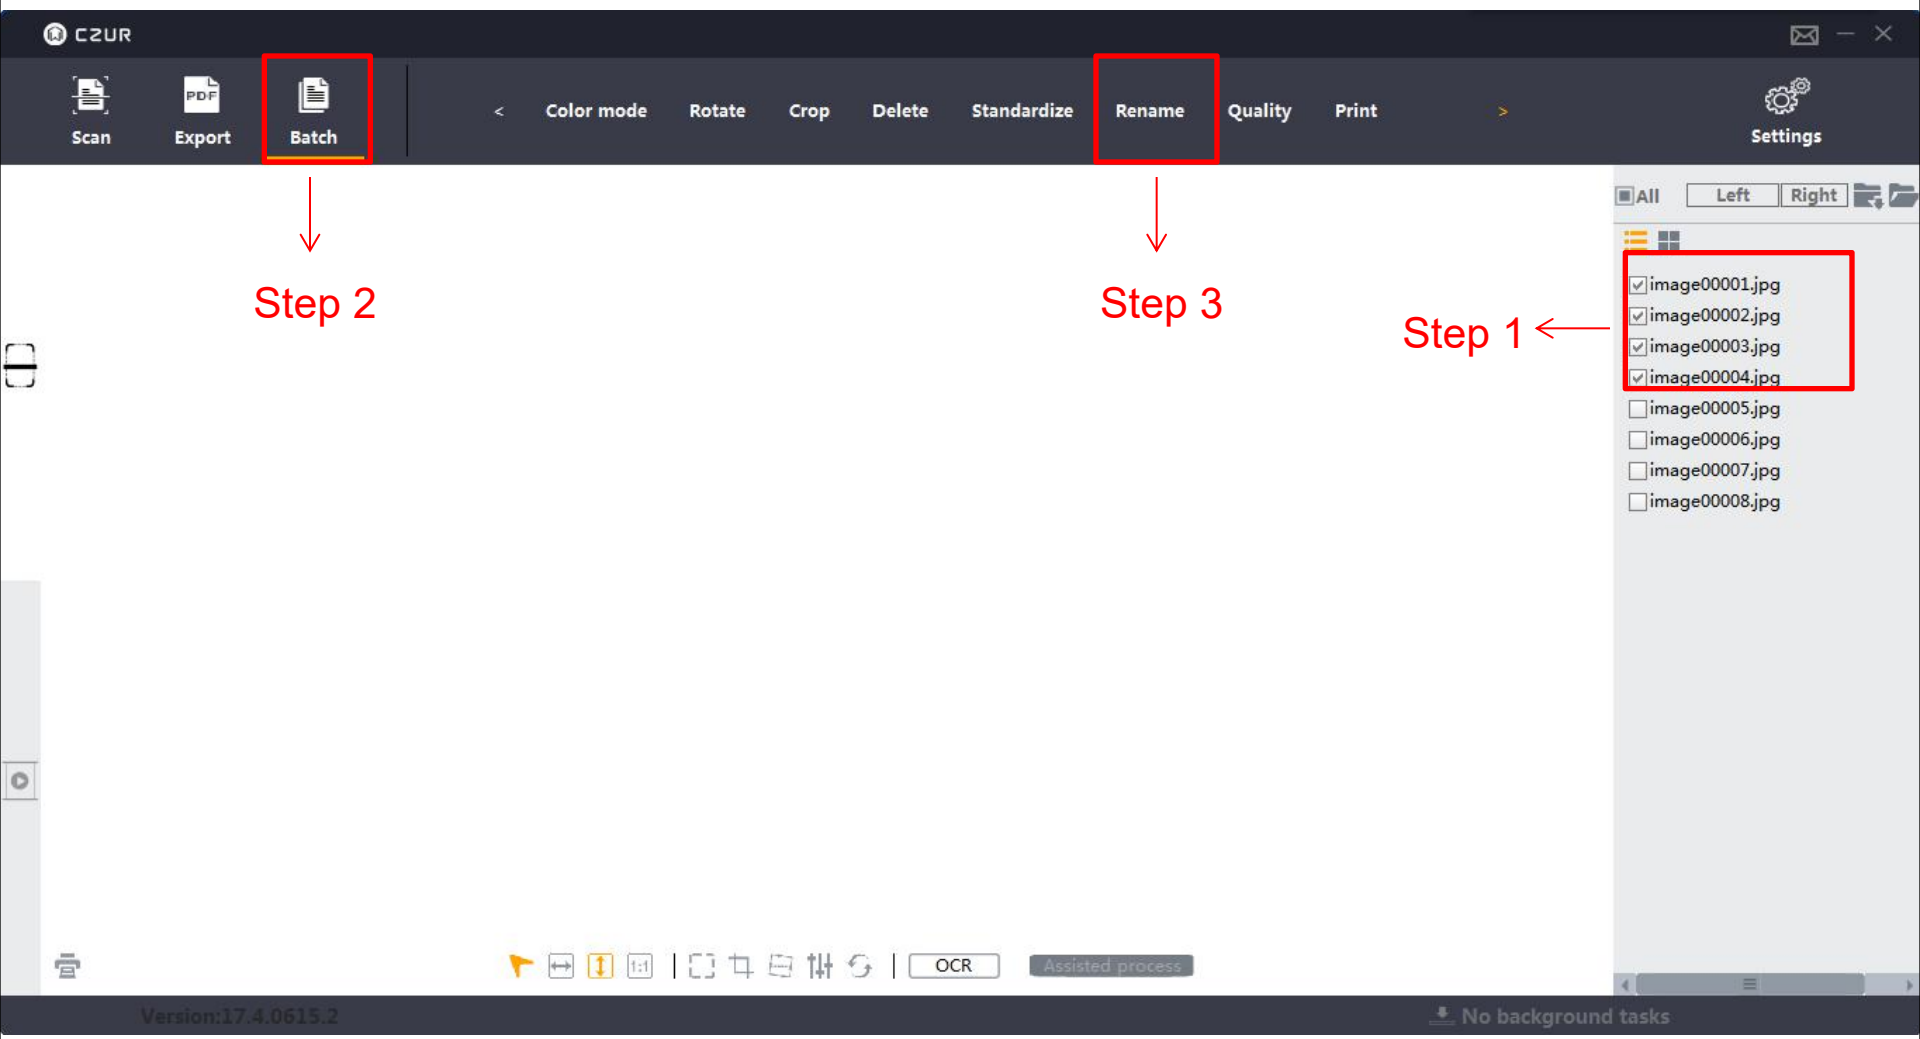 CZUR
Scan
PDF
Export
Batch
< Color mode Rotate Crop Delete Standardize Rename Quality Print >
Settings
All Left Right
Step 2
Step 3
Step 1
image00001.jpg
image00002.jpg
image00003.jpg
image00004.jpg
image00005.jpg
image00006.jpg
image00007.jpg
image00008.jpg
1:1
OCR
Assisted process
Version:17.4.0615.2
No background tasks